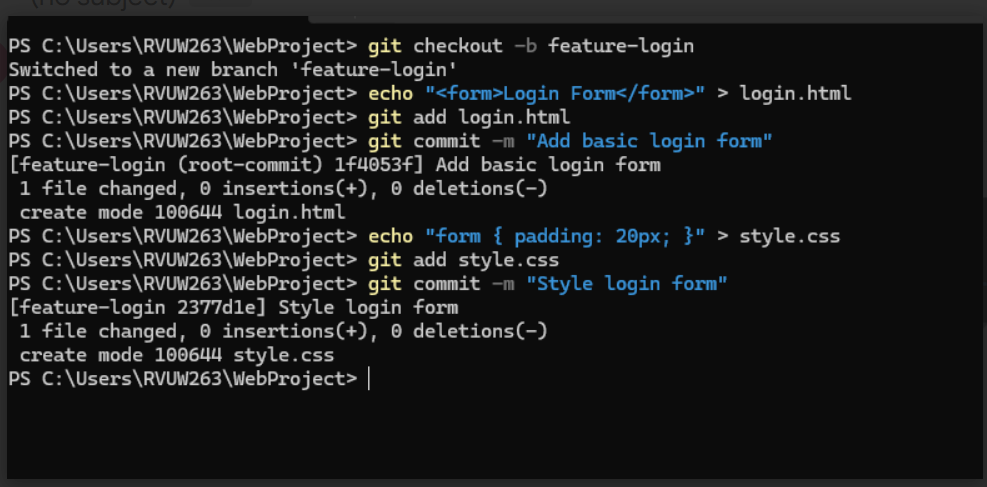 (no subject)
PS C:\Users\RVUW263\WebProject> git checkout -b feature-login
Switched to a new branch 'feature-login'
PS C:\Users\RVUW263\WebProject> echo "<form>Login Form</form>" > login.html
PS C:\Users\RVUW263\WebProject> git add login.html
PS C:\Users\RVUW263\WebProject> git commit -m "Add basic login form"
[feature-login (root-commit) 1f4053f] Add basic login form
 1 file changed, 0 insertions(+), 0 deletions(-)
 create mode 100644 login.html
PS C:\Users\RVUW263\WebProject> echo "form { padding: 20px; }" > style.css
PS C:\Users\RVUW263\WebProject> git add style.css
PS C:\Users\RVUW263\WebProject> git commit -m "Style login form"
[feature-login 2377d1e] Style login form
 1 file changed, 0 insertions(+), 0 deletions(-)
 create mode 100644 style.css
PS C:\Users\RVUW263\WebProject>